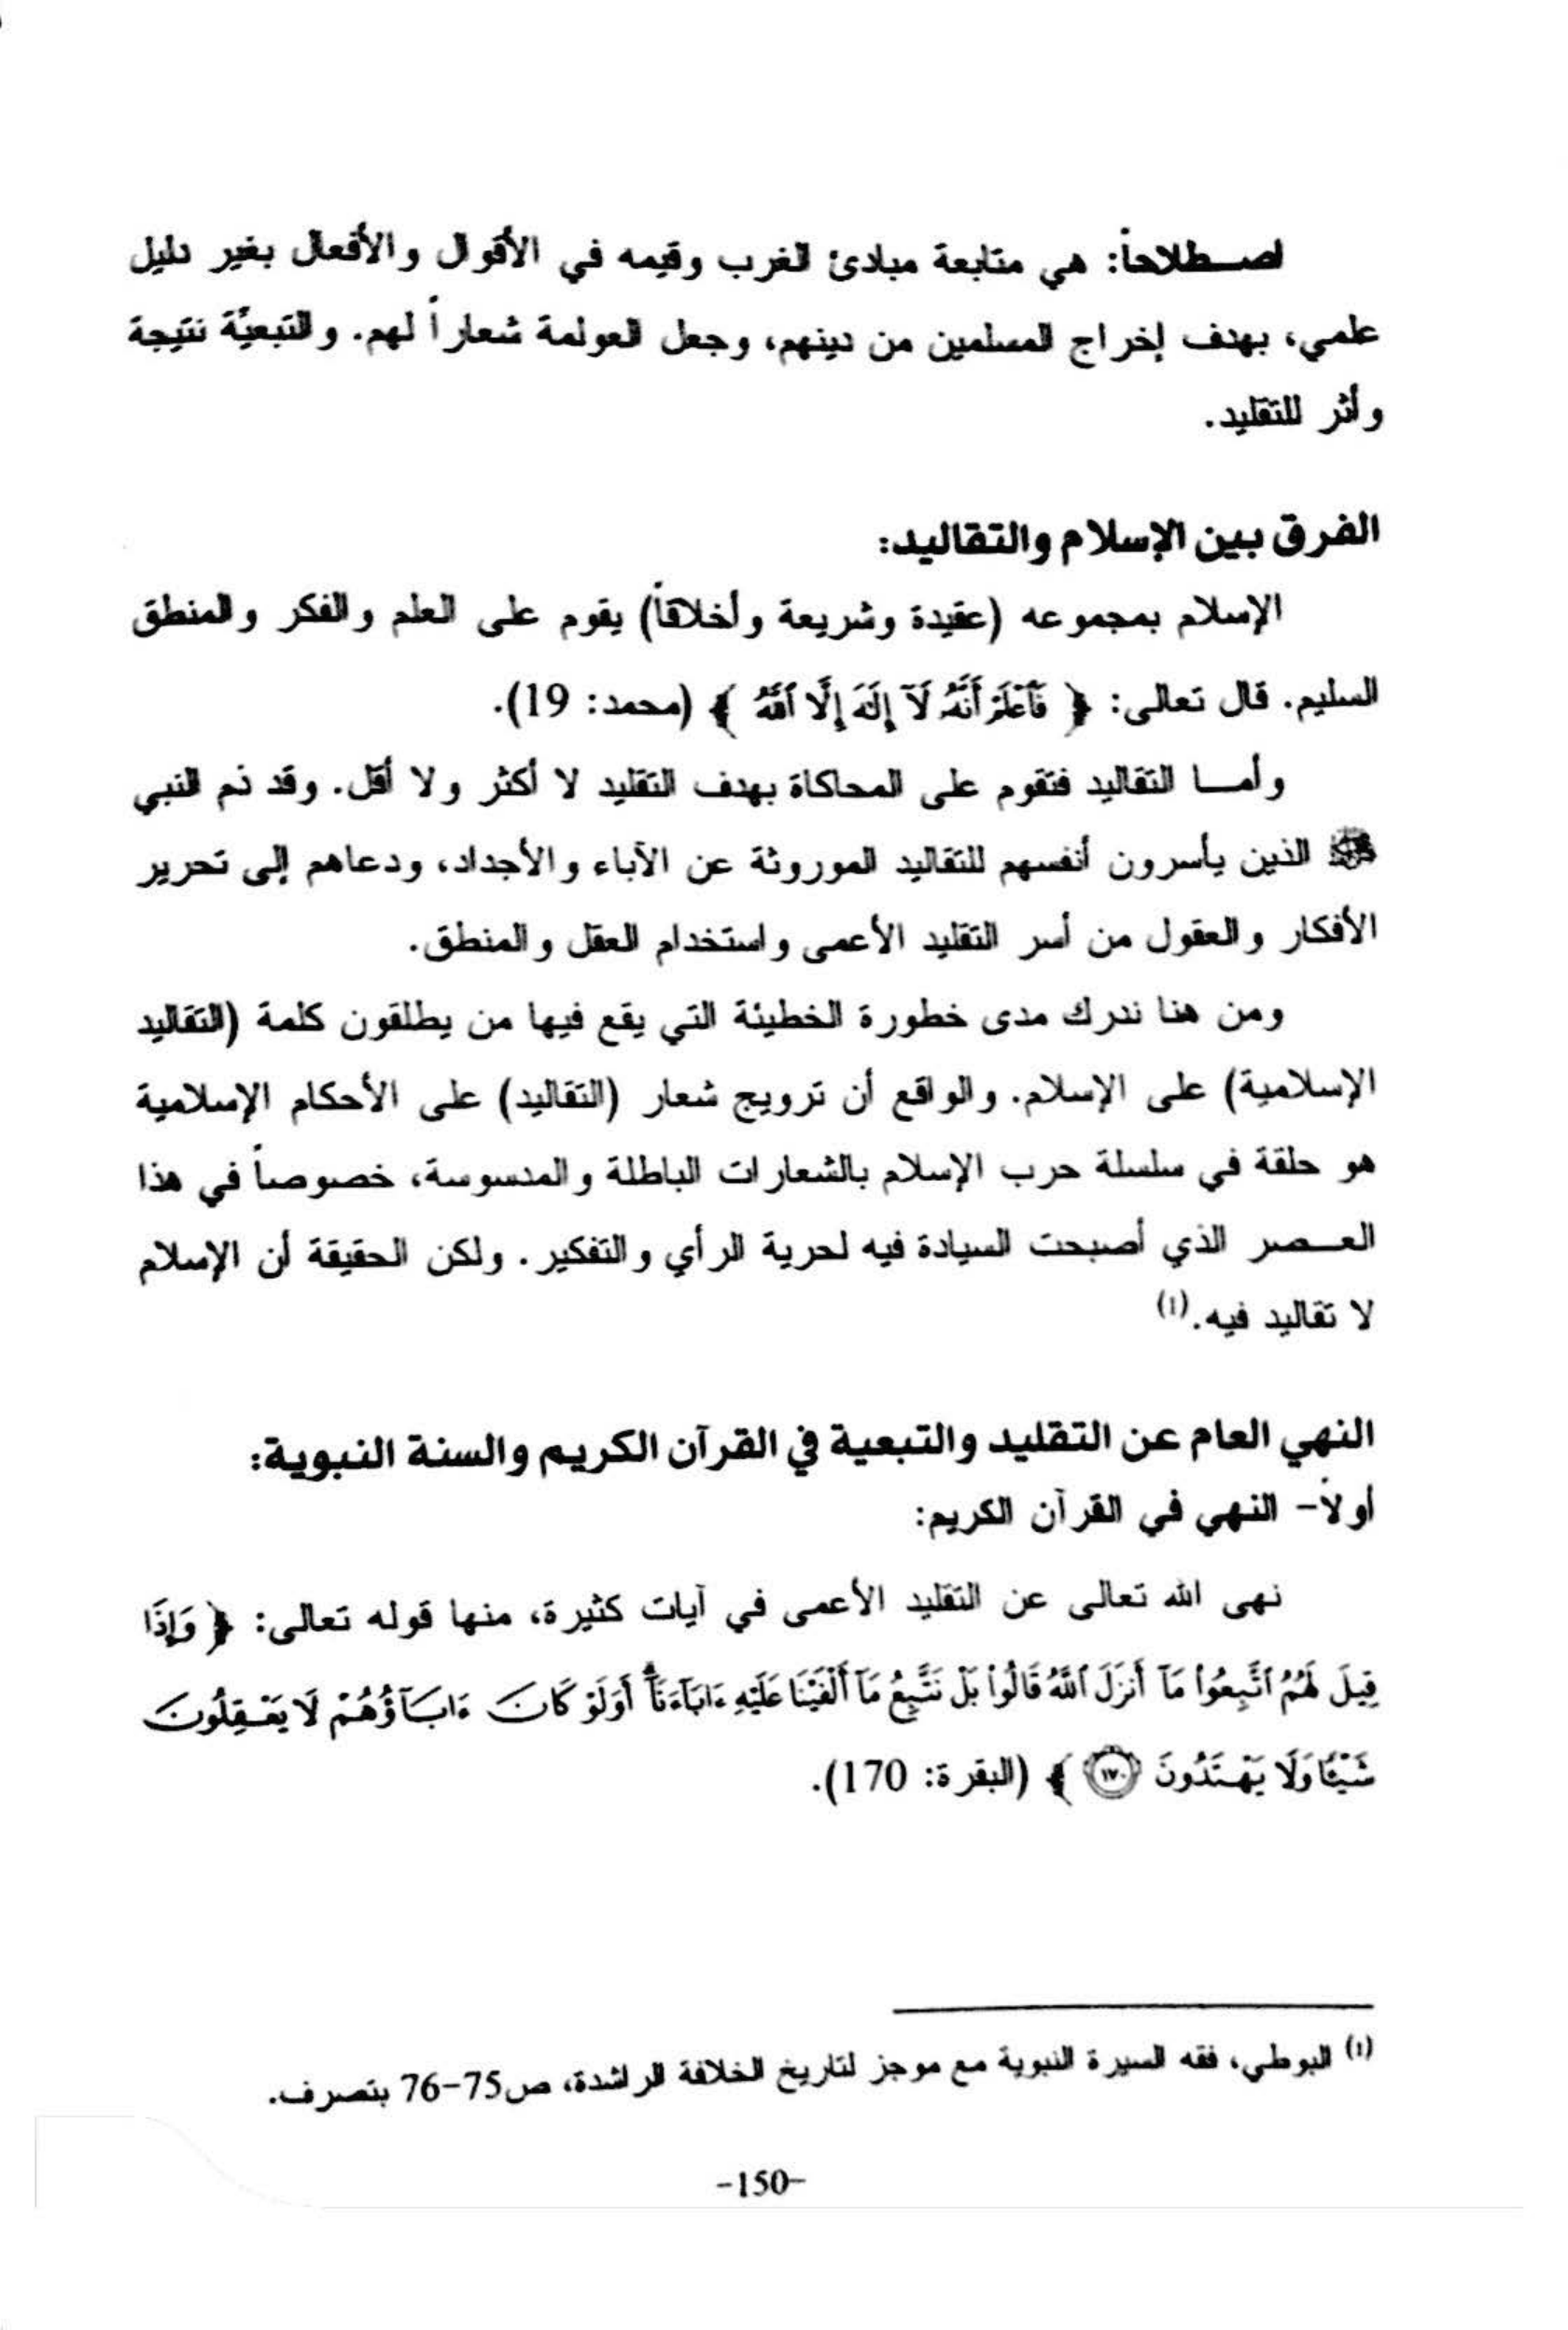 اصطلاحاً: هي متابعة مبادئ الغرب وقيمه في الأقوال والأفعال بغير دليل
علمي، بهدف إخراج المسلمين من دينهم، وجعل العولمة شعاراً لهم. والتبعيّة نتيجة
وأثر للتقليد.
الفرق بين الإسلام والتقاليد:
الإسلام بمجموعه (عقيدة وشريعة وأخلاقاً) يقوم على العلم والفكر والمنطق
السليم. قال تعالى: ﴿ فَٱعْلَمْ أَنَّهُۥ لَآ إِلَٰهَ إِلَّا ٱللَّهُ ﴾ (محمد: 19).
وأما التقاليد فتقوم على المحاكاة بهدف التقليد لا أكثر ولا أقل. وقد ذم النبي
ﷺ الذين يأسرون أنفسهم للتقاليد الموروثة عن الآباء والأجداد، ودعاهم إلى تحرير
الأفكار والعقول من أسر التقليد الأعمى واستخدام العقل والمنطق.
ومن هنا ندرك مدى خطورة الخطيئة التي يقع فيها من يطلقون كلمة (التقاليد
الإسلامية) على الإسلام. والواقع أن ترويج شعار (التقاليد) على الأحكام الإسلامية
هو حلقة في سلسلة حرب الإسلام بالشعارات الباطلة والمدسوسة، خصوصاً في هذا
العصر الذي أصبحت السيادة فيه لحرية الرأي والتفكير. ولكن الحقيقة أن الإسلام
لا تقاليد فيه.(١)
النهي العام عن التقليد والتبعية في القرآن الكريم والسنة النبوية:
أولاً- النهي في القرآن الكريم:
نهى الله تعالى عن التقليد الأعمى في آيات كثيرة، منها قوله تعالى: ﴿ وَإِذَا
قِيلَ لَهُمُ ٱتَّبِعُوا۟ مَآ أَنزَلَ ٱللَّهُ قَالُوا۟ بَلْ نَتَّبِعُ مَآ أَلْفَيْنَا عَلَيْهِ ءَابَآءَنَآ أَوَلَوْ كَانَ ءَابَآؤُهُمْ لَا يَعْقِلُونَ
شَيْـًٔا وَلَا يَهْتَدُونَ ١٧٠ ﴾ (البقرة: 170).
(١) البوطي، فقه السيرة النبوية مع موجز لتاريخ الخلافة الراشدة، ص75-76 بتصرف.
-150-